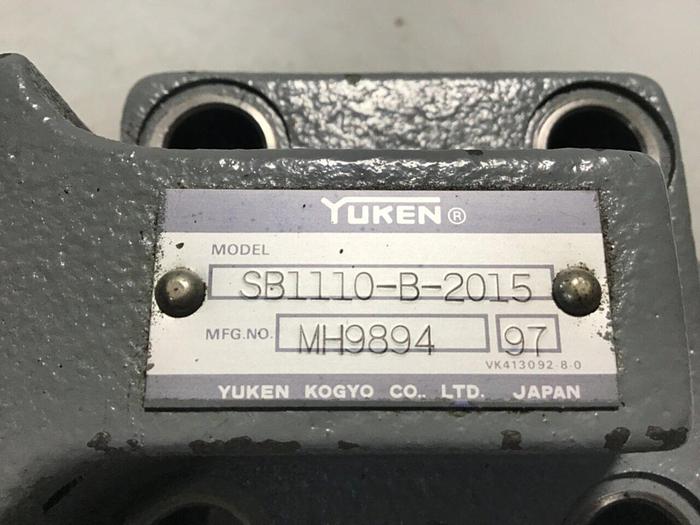 YUKEN®
MODEL
SB1110-B-2015
MFG.NO. MH9894 97
VK413092-8-0
YUKEN KOGYO CO., LTD. JAPAN